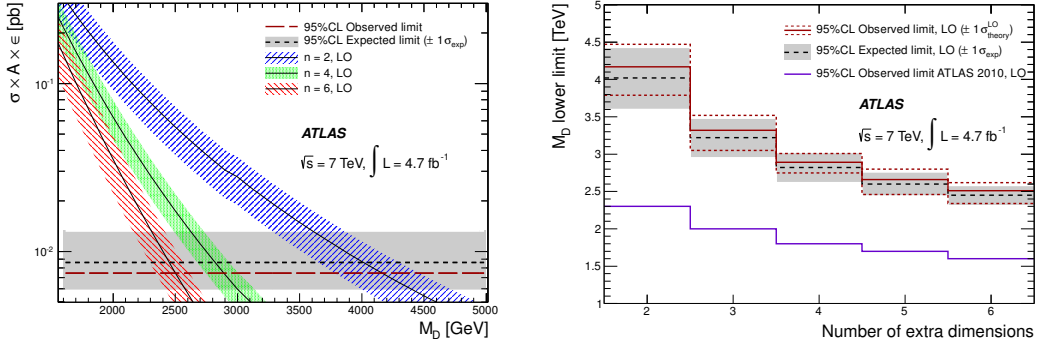 σ × A × ε [pb]
10⁻¹
10⁻²
95%CL Observed limit
95%CL Expected limit (± 1σexp)
n = 2, LO
n = 4, LO
n = 6, LO
ATLAS
√s = 7 TeV, ∫ L = 4.7 fb⁻¹
2000 2500 3000 3500 4000 4500 5000
M_D [GeV]
M_D lower limit [TeV]
5
4.5
4
3.5
3
2.5
2
1.5
1
95%CL Observed limit, LO (± 1σ^LO_theory)
95%CL Expected limit, LO (± 1σexp)
95%CL Observed limit ATLAS 2010, LO
ATLAS
√s = 7 TeV, ∫ L = 4.7 fb⁻¹
2 3 4 5 6
Number of extra dimensions